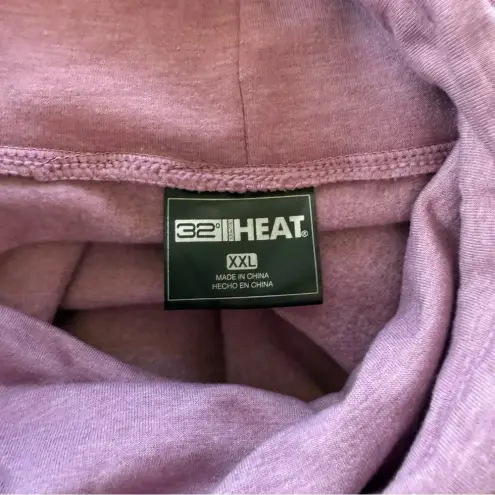 32° HEAT®
XXL
MADE IN CHINA
HECHO EN CHINA